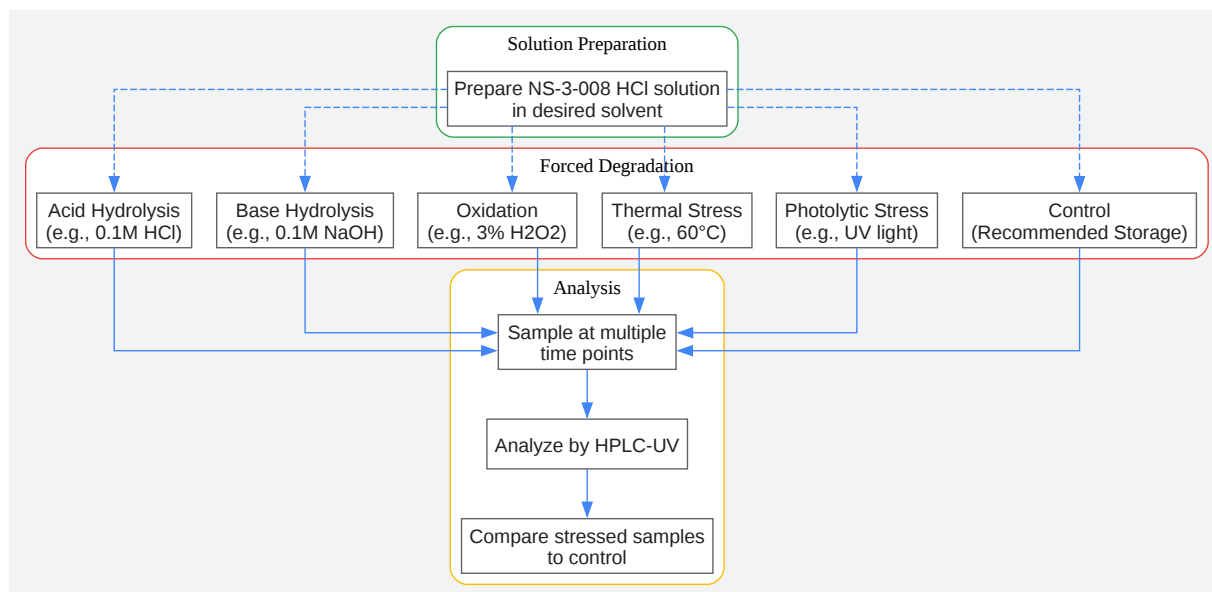 Solution Preparation
Prepare NS-3-008 HCl solution
in desired solvent
Forced Degradation
Acid Hydrolysis
(e.g., 0.1M HCl)
Base Hydrolysis
(e.g., 0.1M NaOH)
Oxidation
(e.g., 3% H2O2)
Thermal Stress
(e.g., 60°C)
Photolytic Stress
(e.g., UV light)
Control
(Recommended Storage)
Analysis
Sample at multiple
time points
Analyze by HPLC-UV
Compare stressed samples
to control